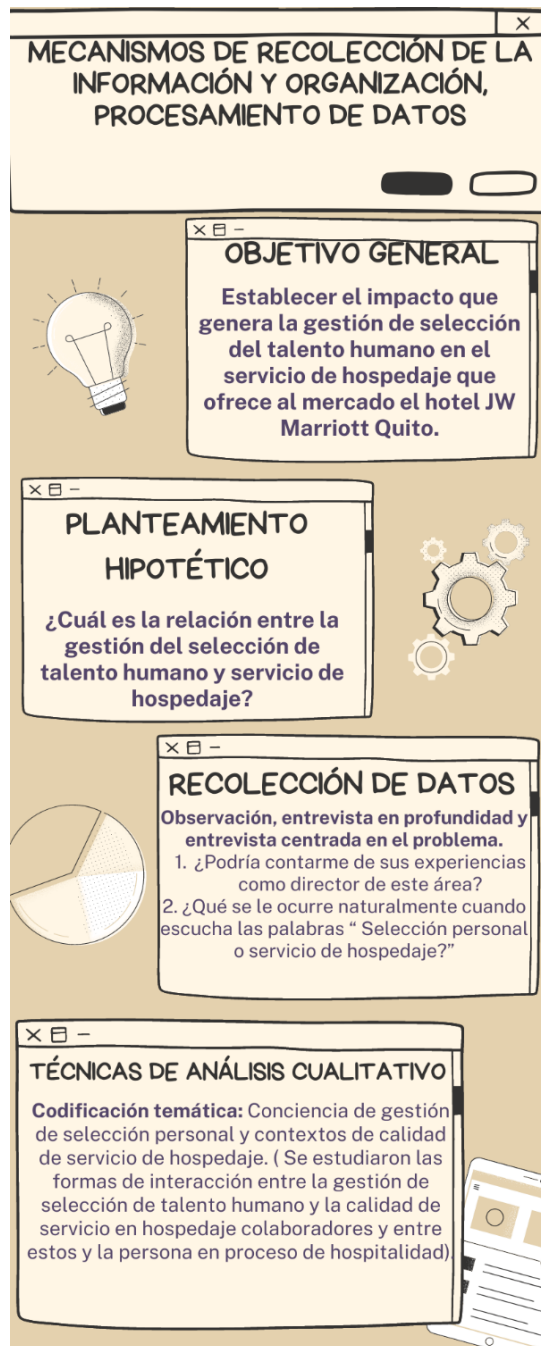 MECANISMOS DE RECOLECCIÓN DE LA
INFORMACIÓN Y ORGANIZACIÓN,
PROCESAMIENTO DE DATOS
OBJETIVO GENERAL
Establecer el impacto que
genera la gestión de selección
del talento humano en el
servicio de hospedaje que
ofrece al mercado el hotel JW
Marriott Quito.
PLANTEAMIENTO
HIPOTÉTICO
¿Cuál es la relación entre la
gestión del selección de
talento humano y servicio de
hospedaje?
RECOLECCIÓN DE DATOS
Observación, entrevista en profundidad y
entrevista centrada en el problema.
1. ¿Podría contarme de sus experiencias
como director de este área?
2. ¿Qué se le ocurre naturalmente cuando
escucha las palabras “ Selección personal
o servicio de hospedaje?”
TÉCNICAS DE ANÁLISIS CUALITATIVO
Codificación temática: Conciencia de gestión
de selección personal y contextos de calidad
de servicio de hospedaje. ( Se estudiaron las
formas de interacción entre la gestión de
selección de talento humano y la calidad de
servicio en hospedaje colaboradores y entre
estos y la persona en proceso de hospitalidad).